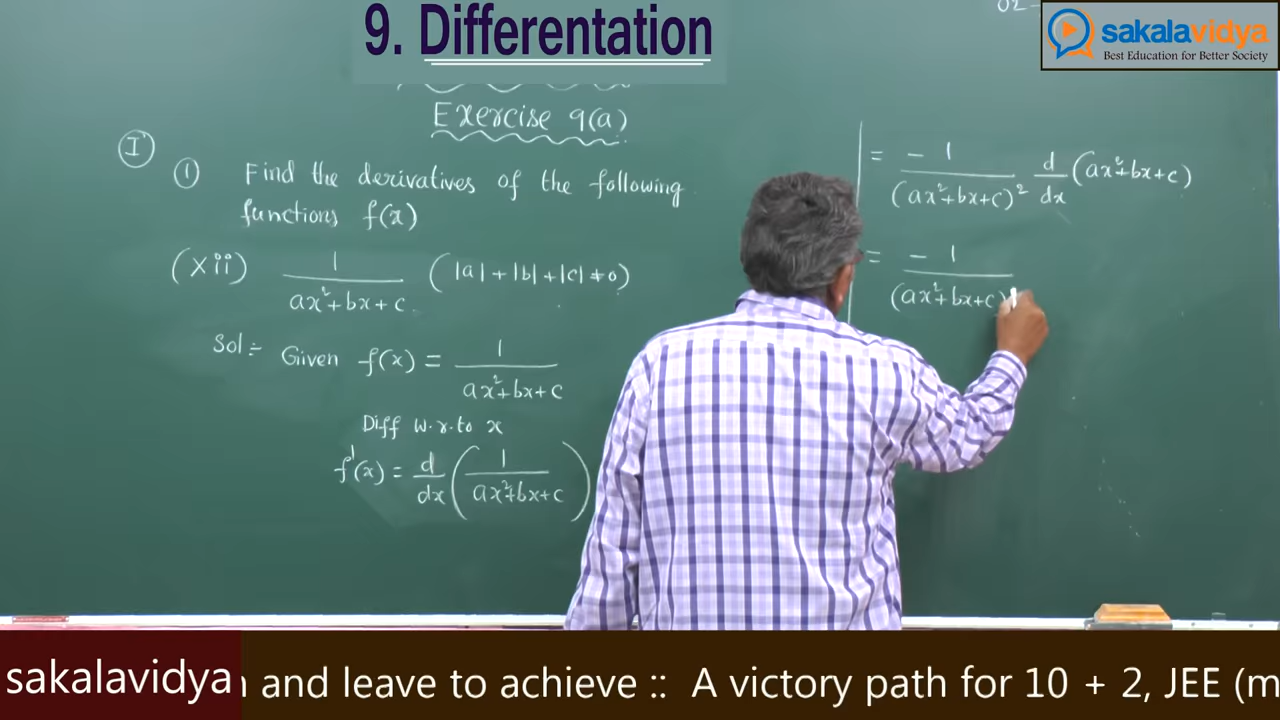 9. Differentation
02-
sakalavidya
Best Education for Better Society
Exercise 9(a)
I
① Find the derivatives of the following
functions f(x)
(xii) 1/(ax²+bx+c) (|a|+|b|+|c| ≠ 0)
Sol:- Given f(x) = 1/(ax²+bx+c)
Diff w.r.to x
f'(x) = d/dx (1/(ax²+bx+c))
= -1/(ax²+bx+c)² d/dx (ax²+bx+c)
= -1/(ax²+bx+c)
sakalavidya
and leave to achieve :: A victory path for 10 + 2, JEE (m